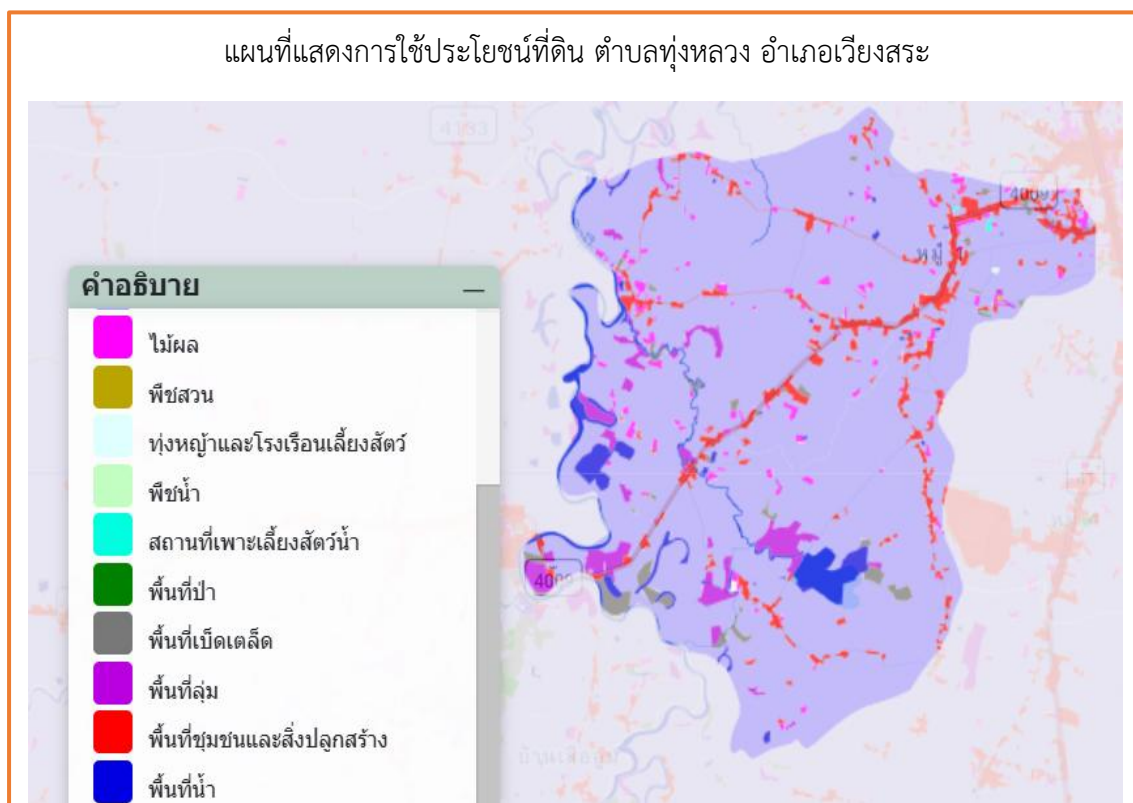 แผนที่แสดงการใช้ประโยชน์ที่ดิน ตำบลทุ่งหลวง อำเภอเวียงสระ
4133
4009
หมู่ 1
คำอธิบาย
ไม้ผล
พืชสวน
ทุ่งหญ้าและโรงเรือนเลี้ยงสัตว์
พืชน้ำ
สถานที่เพาะเลี้ยงสัตว์น้ำ
พื้นที่ป่า
พื้นที่เบ็ดเตล็ด
พื้นที่ลุ่ม
พื้นที่ชุมชนและสิ่งปลูกสร้าง
พื้นที่น้ำ
4009